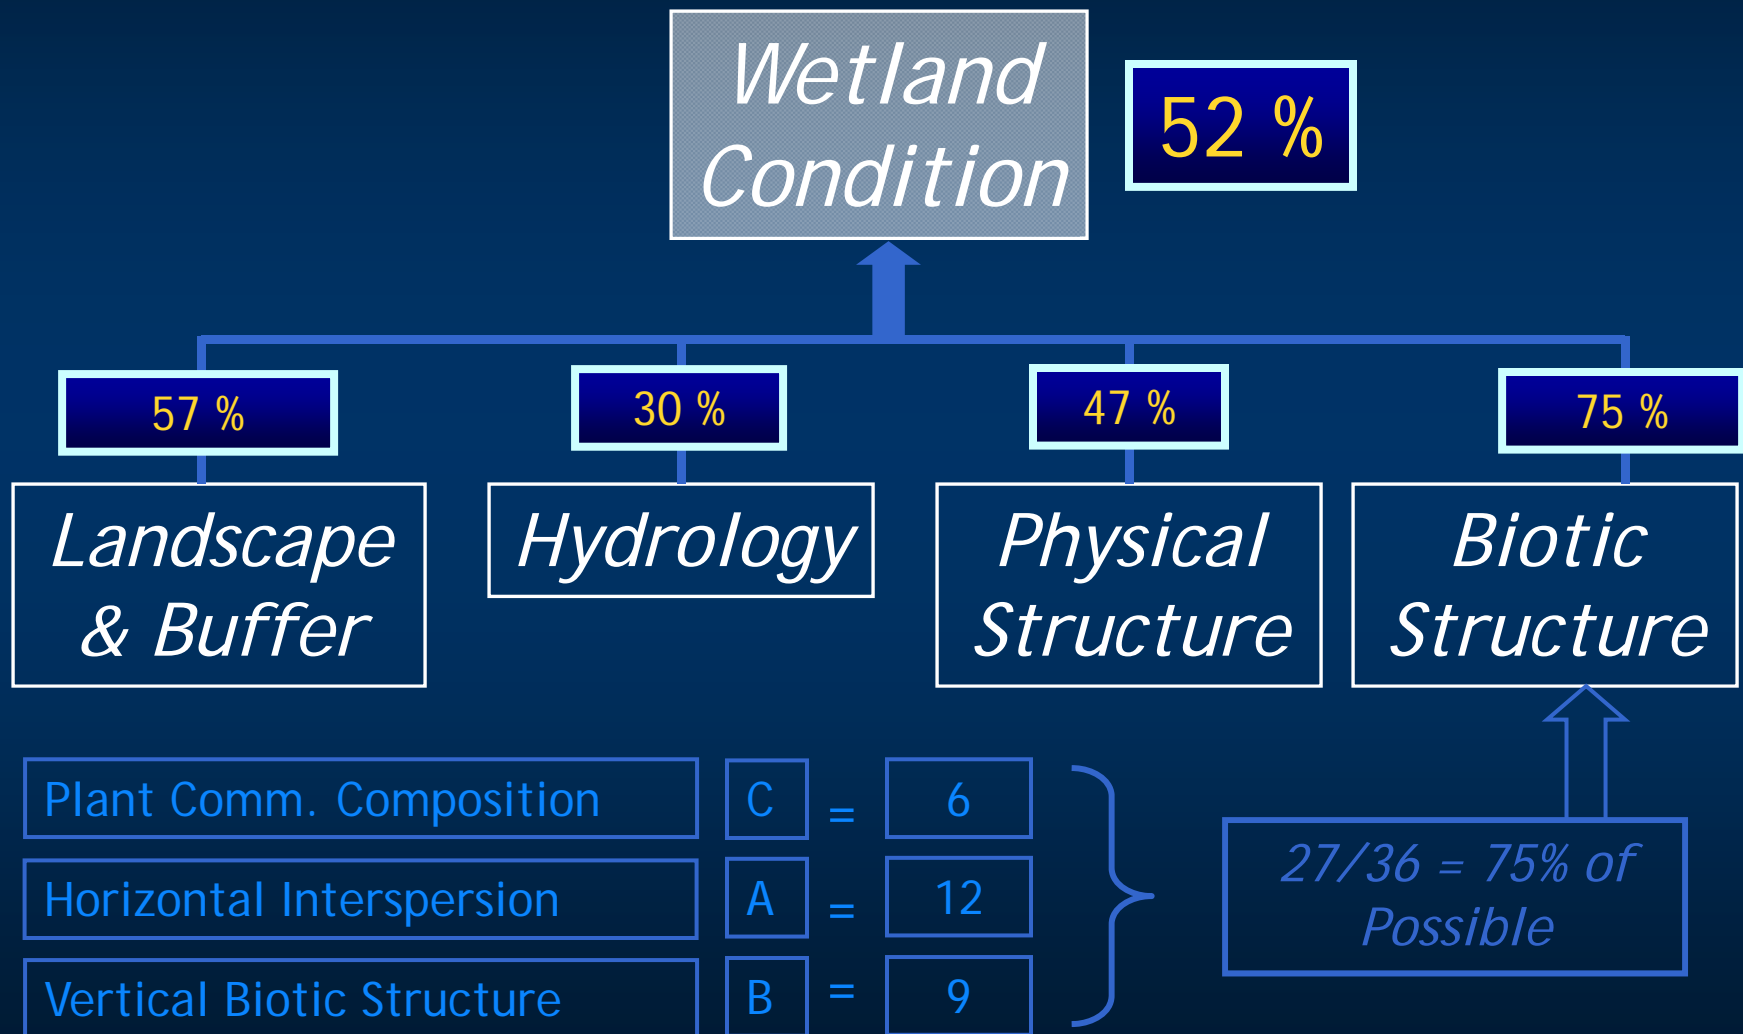 Wetland
Condition
52 %
57 %
30 %
47 %
75 %
Landscape
& Buffer
Hydrology
Physical
Structure
Biotic
Structure
Plant Comm. Composition
C
=
6
Horizontal Interspersion
A
=
12
Vertical Biotic Structure
B
=
9
27/36 = 75% of
Possible